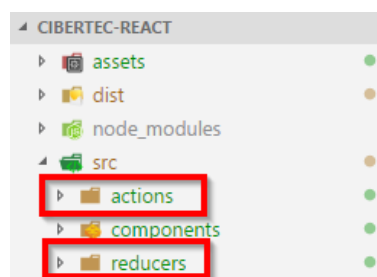 CIBERTEC-REACT
assets
dist
node_modules
src
actions
components
reducers